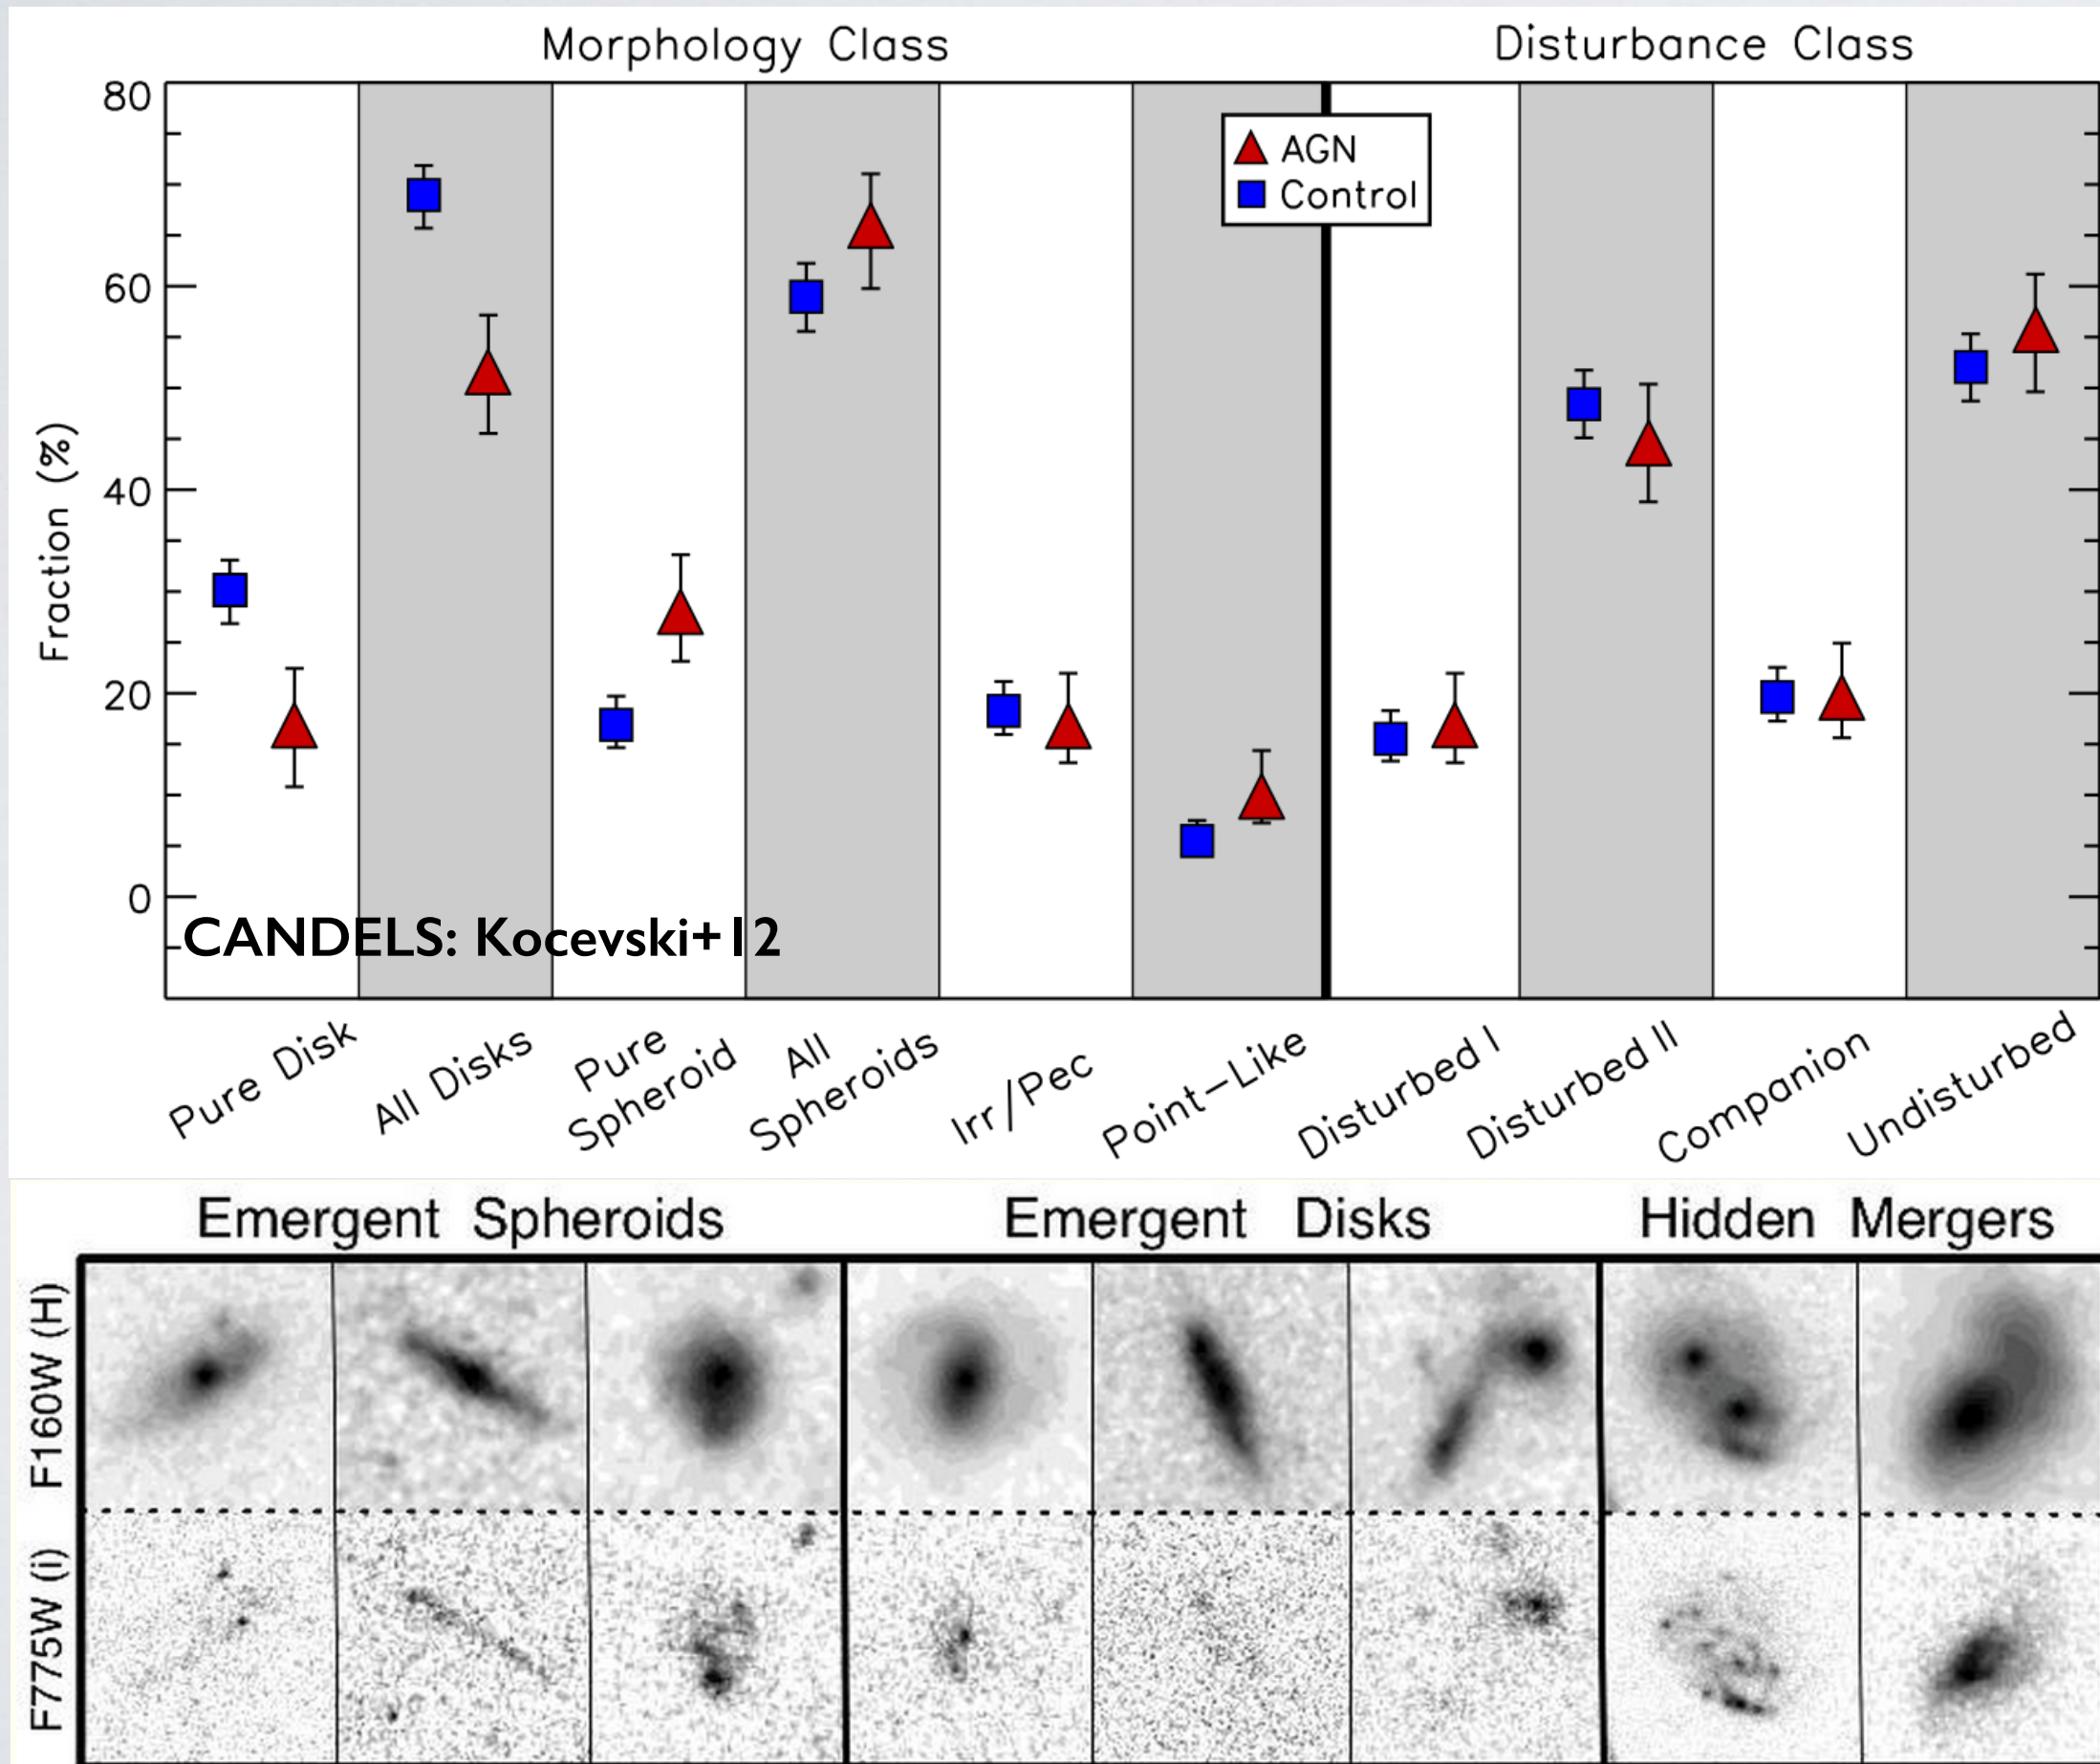 Morphology Class
Disturbance Class
80
60
40
20
0
Fraction (%)
AGN
Control
CANDELS: Kocevski+12
Pure Disk
All Disks
Pure
Spheroid
All
Spheroids
Irr/Pec
Point-Like
Disturbed I
Disturbed II
Companion
Undisturbed
Emergent Spheroids
Emergent Disks
Hidden Mergers
F160W (H)
F775W (i)